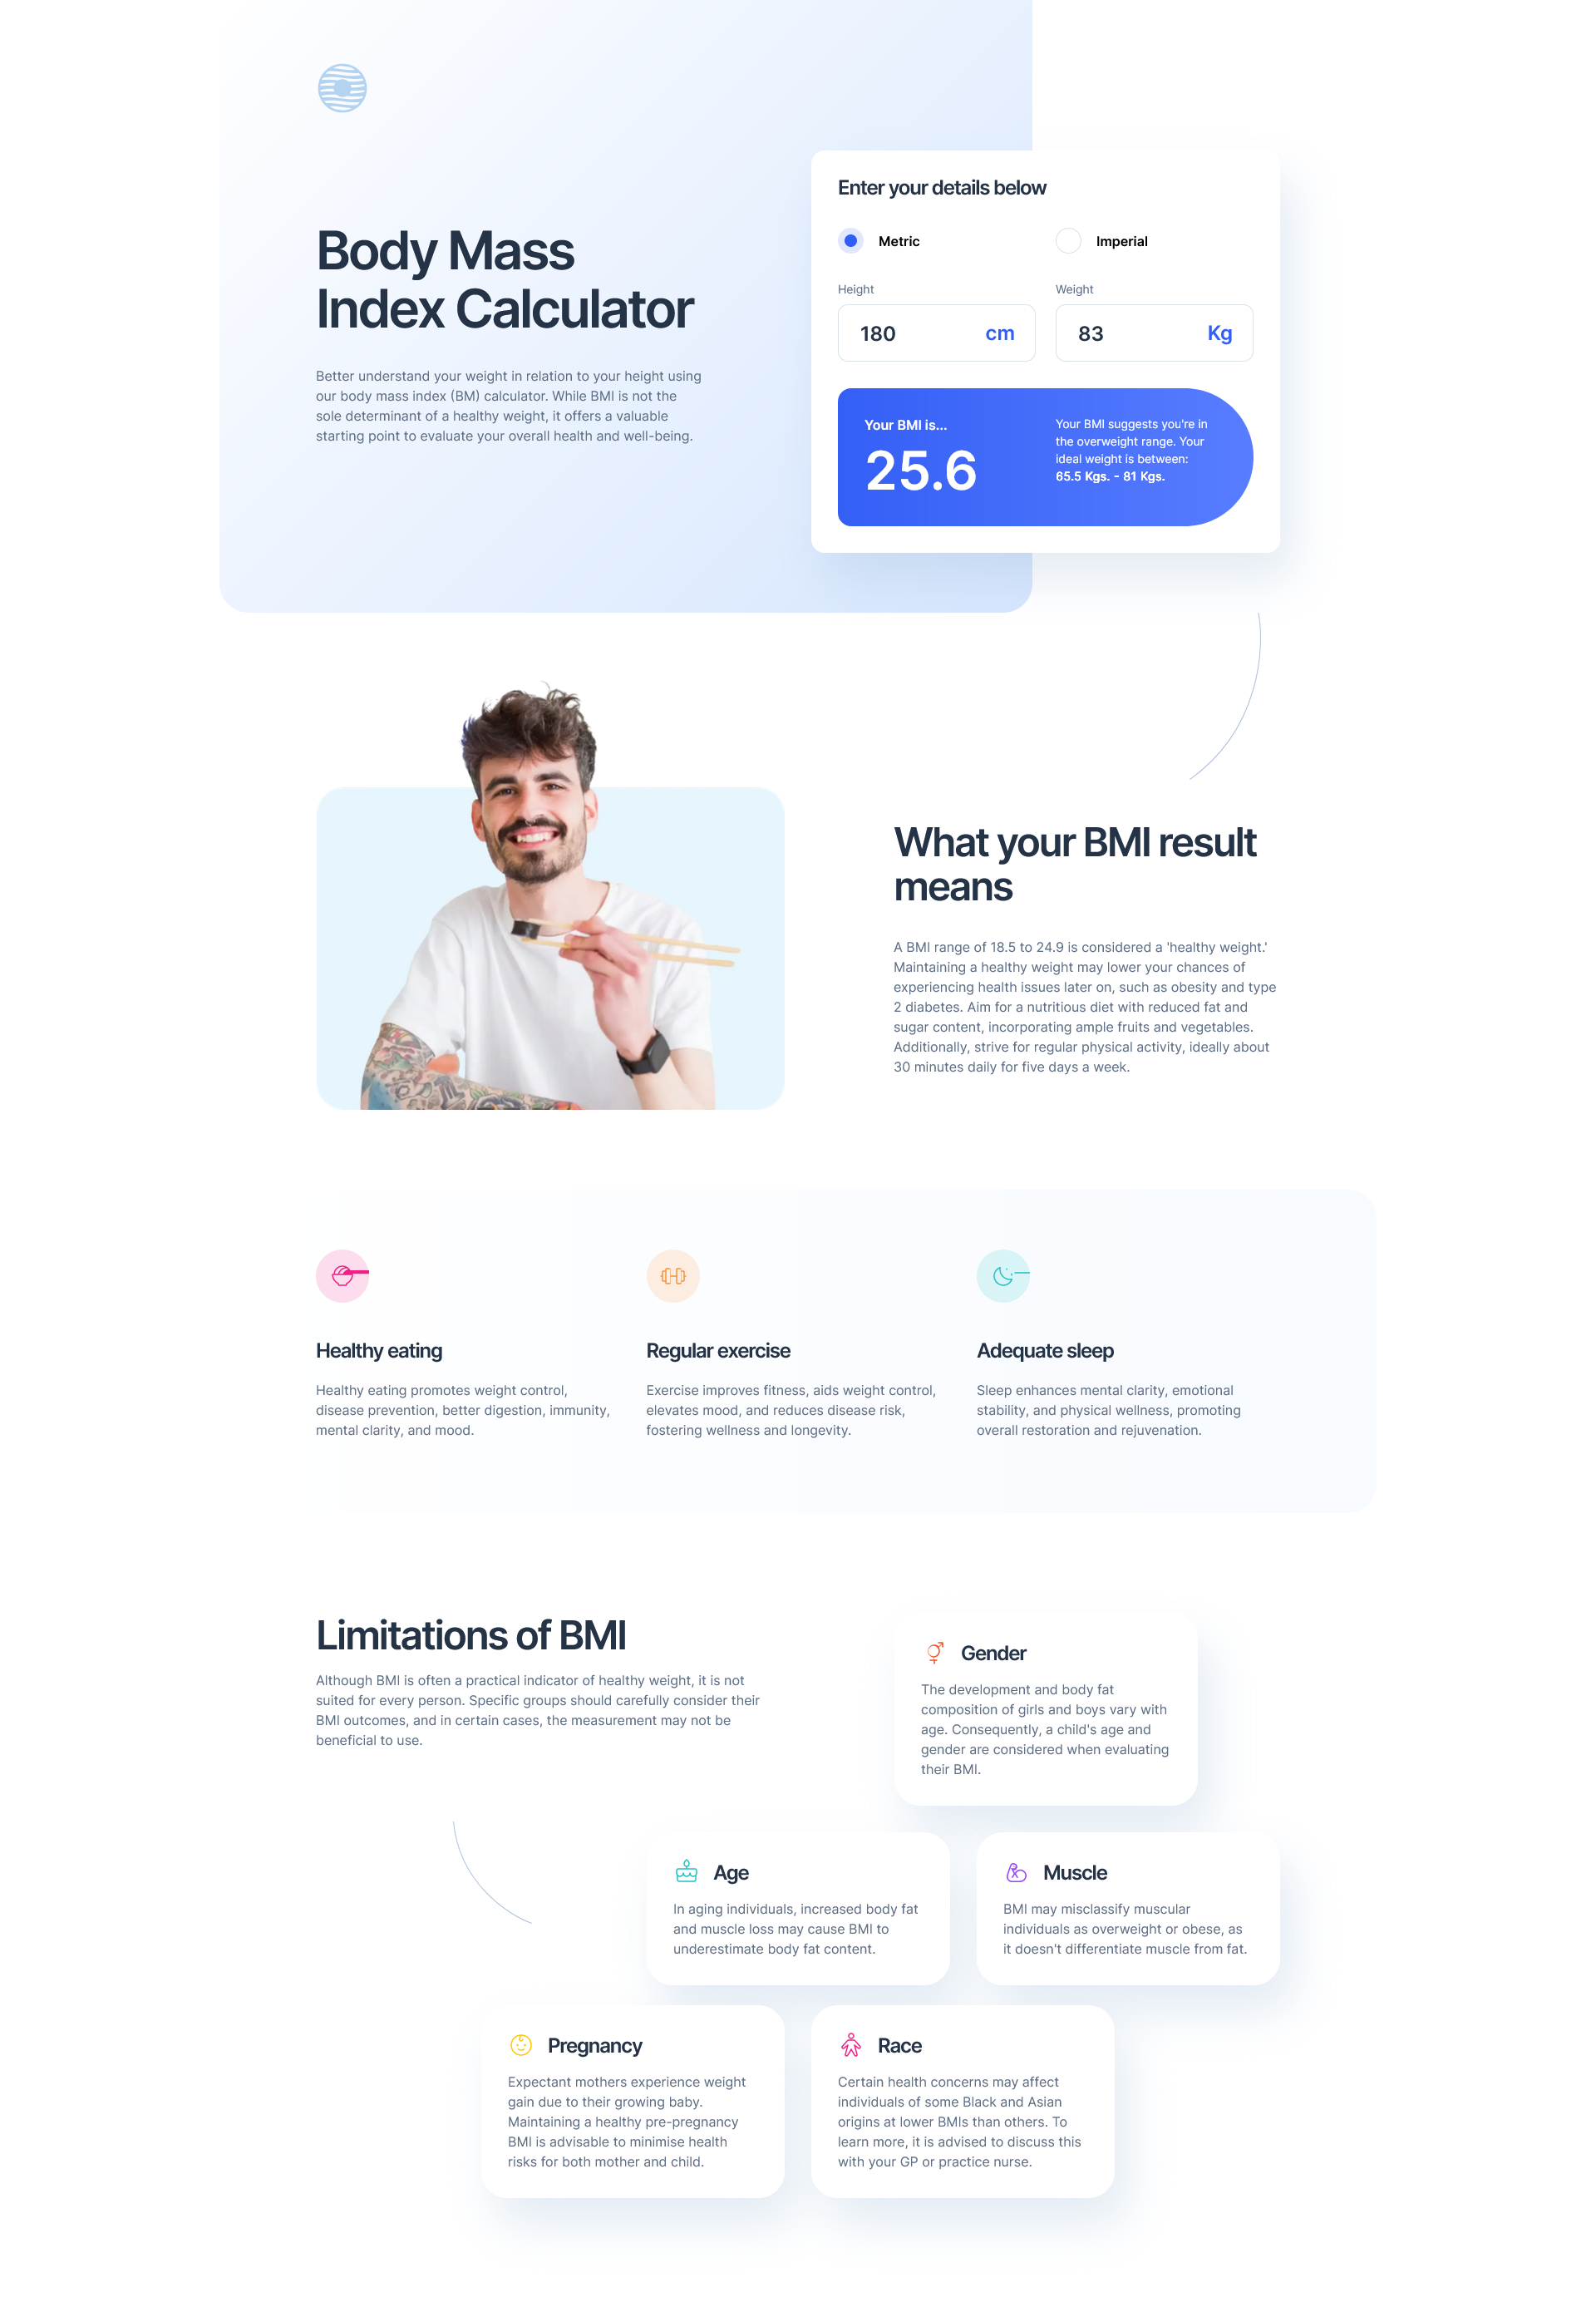 Body Mass
Index Calculator
Better understand your weight in relation to your height using
our body mass index (BM) calculator. While BMI is not the
sole determinant of a healthy weight, it offers a valuable
starting point to evaluate your overall health and well-being.
Enter your details below
Metric
Imperial
Height
Weight
180 cm
83 Kg
Your BMI is...
25.6
Your BMI suggests you're in
the overweight range. Your
ideal weight is between:
65.5 Kgs. - 81 Kgs.
What your BMI result
means
A BMI range of 18.5 to 24.9 is considered a 'healthy weight.'
Maintaining a healthy weight may lower your chances of
experiencing health issues later on, such as obesity and type
2 diabetes. Aim for a nutritious diet with reduced fat and
sugar content, incorporating ample fruits and vegetables.
Additionally, strive for regular physical activity, ideally about
30 minutes daily for five days a week.
Healthy eating
Healthy eating promotes weight control,
disease prevention, better digestion, immunity,
mental clarity, and mood.
Regular exercise
Exercise improves fitness, aids weight control,
elevates mood, and reduces disease risk,
fostering wellness and longevity.
Adequate sleep
Sleep enhances mental clarity, emotional
stability, and physical wellness, promoting
overall restoration and rejuvenation.
Limitations of BMI
Although BMI is often a practical indicator of healthy weight, it is not
suited for every person. Specific groups should carefully consider their
BMI outcomes, and in certain cases, the measurement may not be
beneficial to use.
Gender
The development and body fat
composition of girls and boys vary with
age. Consequently, a child's age and
gender are considered when evaluating
their BMI.
Age
In aging individuals, increased body fat
and muscle loss may cause BMI to
underestimate body fat content.
Muscle
BMI may misclassify muscular
individuals as overweight or obese, as
it doesn't differentiate muscle from fat.
Pregnancy
Expectant mothers experience weight
gain due to their growing baby.
Maintaining a healthy pre-pregnancy
BMI is advisable to minimise health
risks for both mother and child.
Race
Certain health concerns may affect
individuals of some Black and Asian
origins at lower BMIs than others. To
learn more, it is advised to discuss this
with your GP or practice nurse.